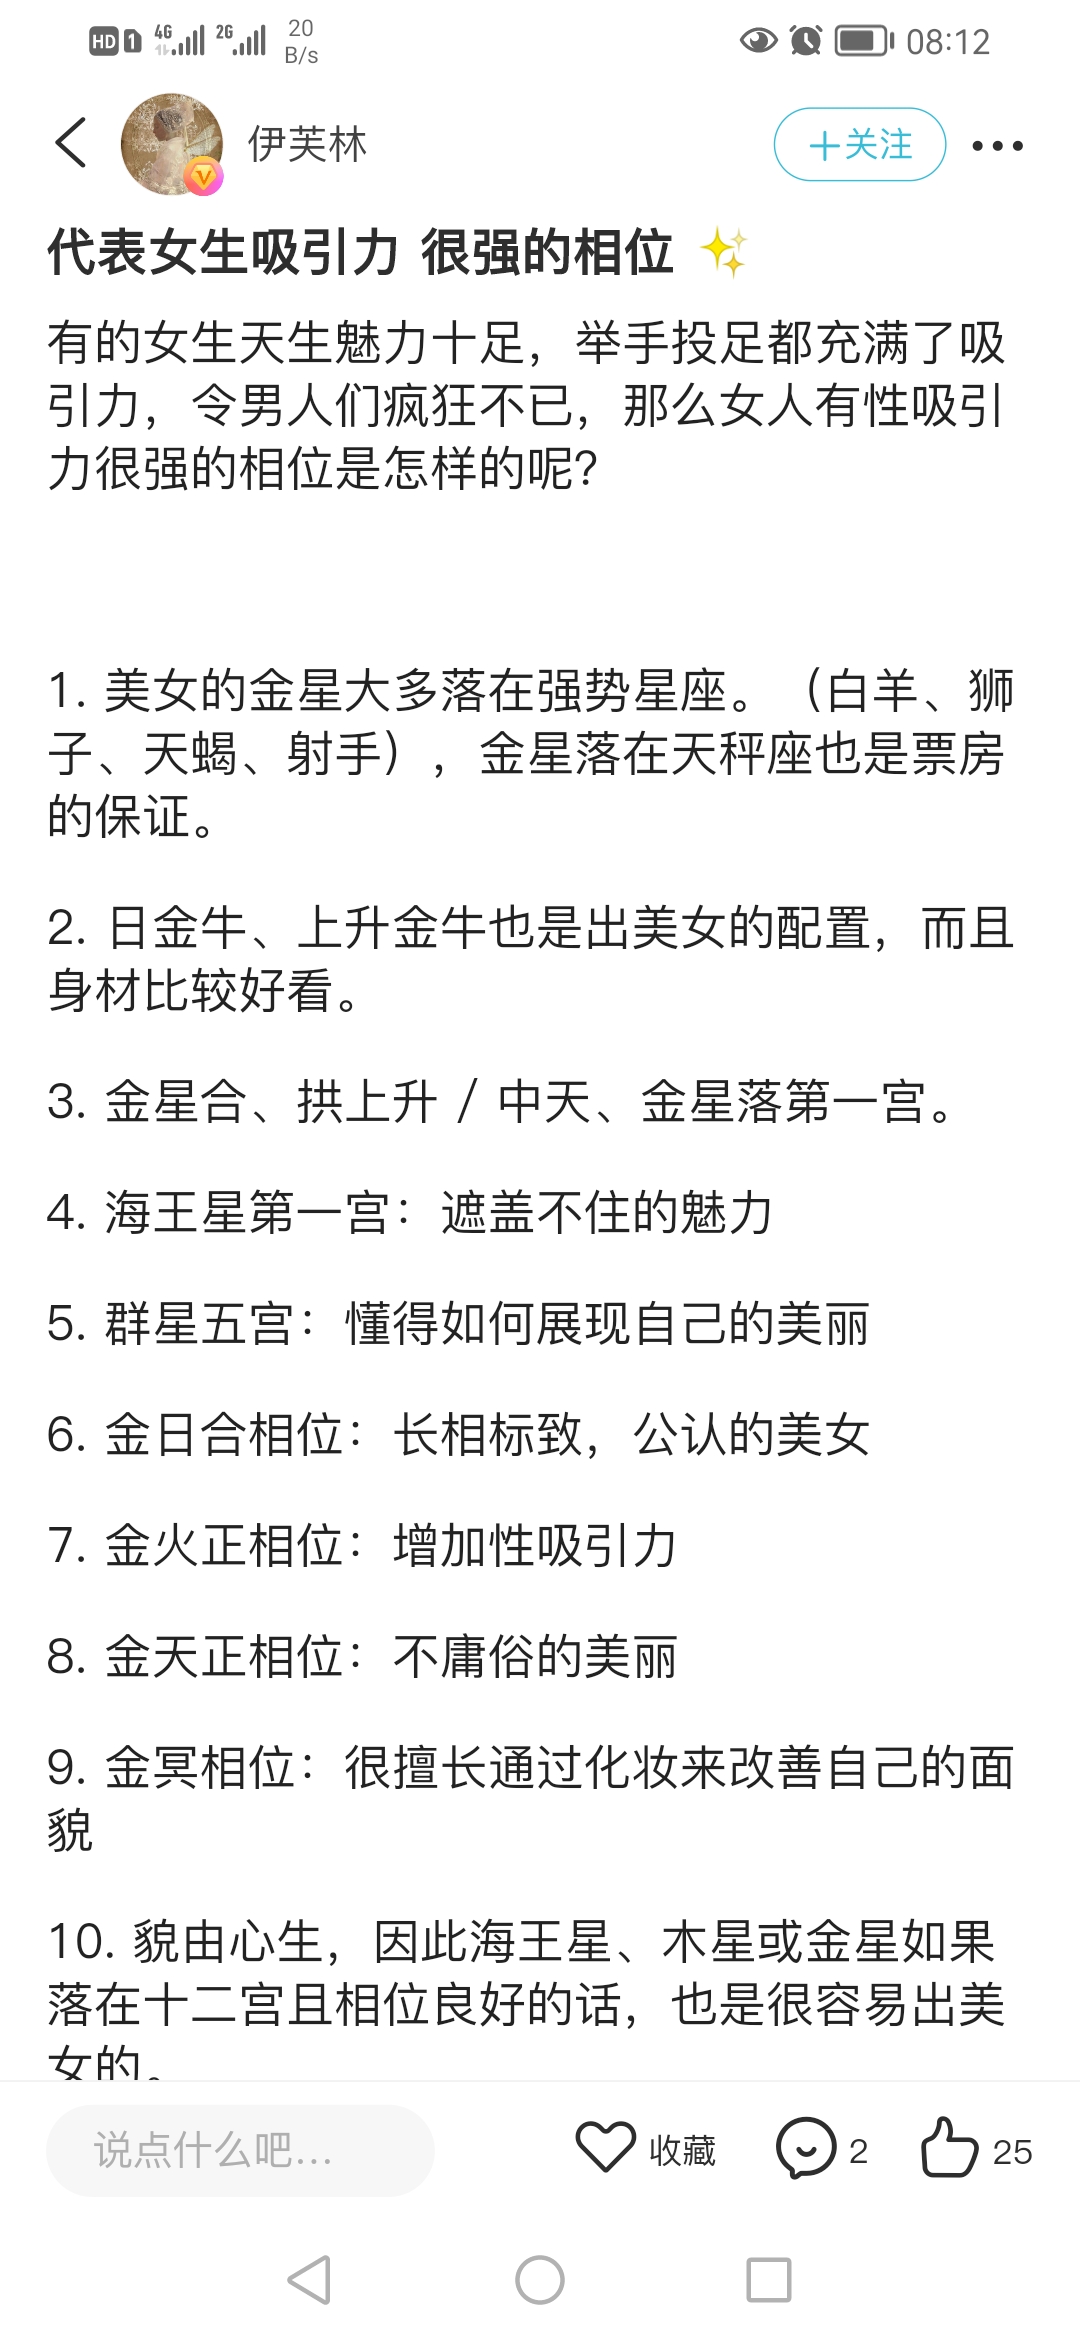 HD 1 4G 2G 20 B/s 08:12
伊芙林 +关注
代表女生吸引力 很强的相位 ✨
有的女生天生魅力十足，举手投足都充满了吸
引力，令男人们疯狂不已，那么女人有性吸引
力很强的相位是怎样的呢？
1. 美女的金星大多落在强势星座。（白羊、狮
子、天蝎、射手），金星落在天秤座也是票房
的保证。
2. 日金牛、上升金牛也是出美女的配置，而且
身材比较好看。
3. 金星合、拱上升 / 中天、金星落第一宫。
4. 海王星第一宫：遮盖不住的魅力
5. 群星五宫：懂得如何展现自己的美丽
6. 金日合相位：长相标致，公认的美女
7. 金火正相位：增加性吸引力
8. 金天正相位：不庸俗的美丽
9. 金冥相位：很擅长通过化妆来改善自己的面
貌
10. 貌由心生，因此海王星、木星或金星如果
落在十二宫且相位良好的话，也是很容易出美
女的。
说点什么吧... 收藏 2 25